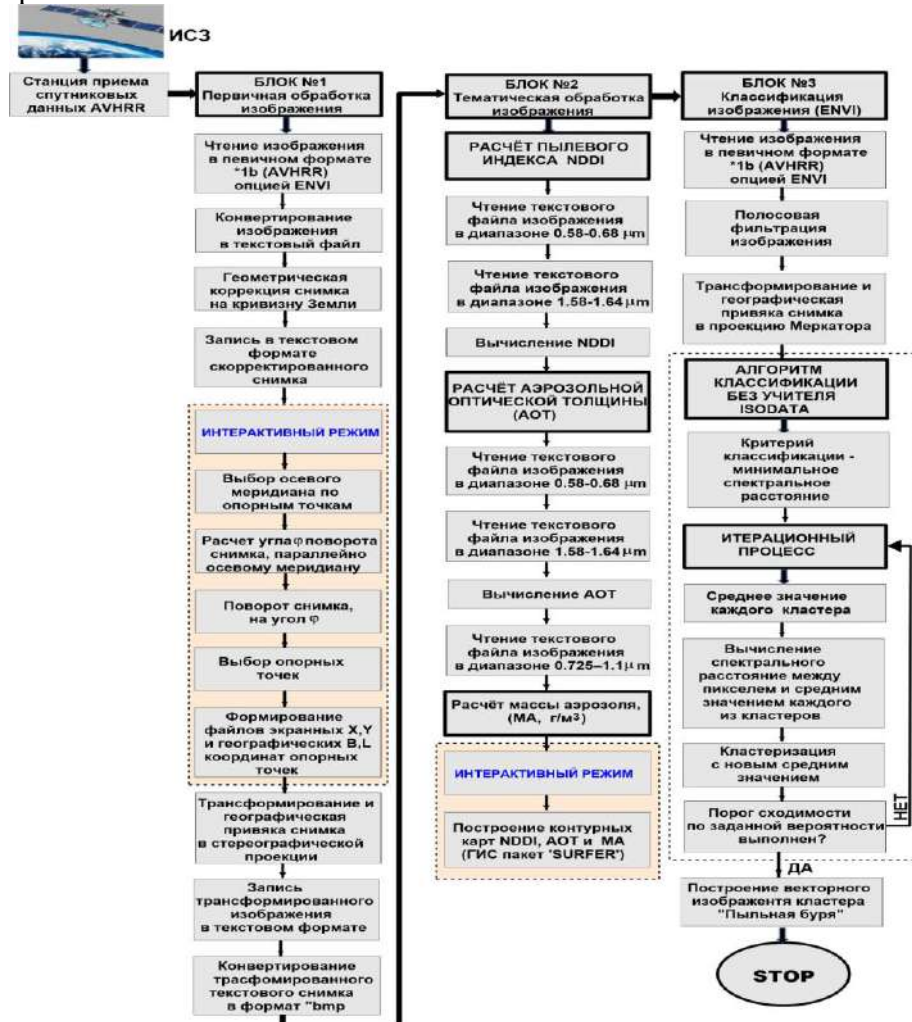 ИСЗ
Станция приема
спутниковых
данных AVHRR
БЛОК №1
Первичная обработка
изображения
Чтение изображения
в певичном формате
*1b (AVHRR)
опцией ENVI
Конвертирование
изображения
в текстовый файл
Геометрическая
коррекция снимка
на кривизну Земли
Запись в текстовом
формате
скорректированного
снимка
ИНТЕРАКТИВНЫЙ РЕЖИМ
Выбор осевого
меридиана по
опорным точкам
Расчет угла φ поворота
снимка, параллейно
осевому меридиану
Поворот снимка,
на угол φ
Выбор опорных
точек
Формирование
файлов экранных X,Y
и географических B,L
координат опорных
точек
Трансформирование и
географическая
привязка снимка
в стереографической
проекции
Запись
трансформированного
изображения
в текстовом формате
Конвертирование
трасфомированного
текстового снимка
в формат "bmp
БЛОК №2
Тематическая обработка
изображения
РАСЧЁТ ПЫЛЕВОГО
ИНДЕКСА NDDI
Чтение текстового
файла изображения
в диапазоне 0.58-0.68 μm
Чтение текстового
файла изображения
в диапазоне 1.58-1.64 μm
Вычисление NDDI
РАСЧЁТ АЭРОЗОЛЬНОЙ
ОПТИЧЕСКОЙ ТОЛЩИНЫ
(АОТ)
Чтение текстового
файла изображения
в диапазоне 0.58-0.68 μm
Чтение текстового
файла изображения
в диапазоне 1.58-1.64 μm
Вычисление АОТ
Чтение текстового
файла изображения
в диапазоне 0.725–1.1 μm
Расчёт массы аэрозоля,
(МА, г/м³)
ИНТЕРАКТИВНЫЙ РЕЖИМ
Построение контурных
карт NDDI, АОТ и МА
(ГИС пакет 'SURFER')
БЛОК №3
Классификация
изображения (ENVI)
Чтение изображения
в певичном формате
*1b (AVHRR)
опцией ENVI
Полосовая
фильтрация
изображения
Трансформирование и
географическая
привяка снимка
в проекцию Меркатора
АЛГОРИТМ
КЛАССИФИКАЦИИ
БЕЗ УЧИТЕЛЯ
ISODATA
Критерий
классификации -
минимальное
спектральное
расстояние
ИТЕРАЦИОННЫЙ
ПРОЦЕСС
Среднее значение
каждого кластера
Вычисление
спектрального
расстояние между
пикселем и средним
значением каждого
из кластеров
Кластеризация
с новым средним
значением
Порог сходимости
по заданной вероятности
выполнен?
НЕТ
ДА
Построение векторного
изображентя кластера
"Пыльная буря"
STOP